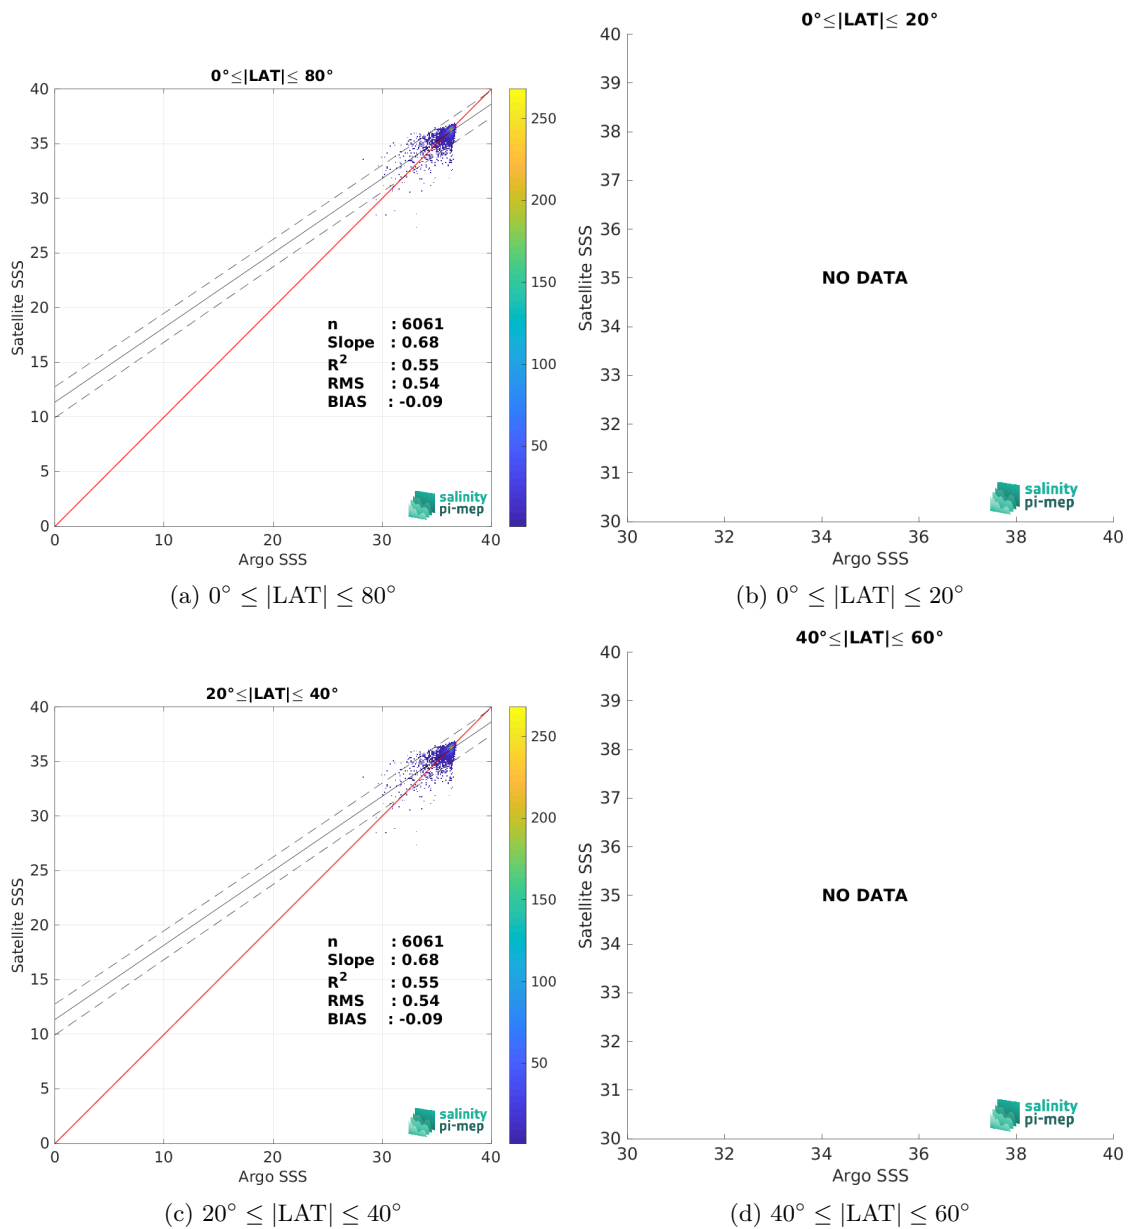 0°≤|LAT|≤ 80°
40
35
30
25
20
15
10
5
0
0
10
20
30
40
Satellite SSS
Argo SSS
n : 6061
Slope : 0.68
R² : 0.55
RMS : 0.54
BIAS : -0.09
salinity
pi-mep
250
200
150
100
50
(a) 0° ≤ |LAT| ≤ 80°
0°≤|LAT|≤ 20°
40
39
38
37
36
35
34
33
32
31
30
30
32
34
36
38
40
Satellite SSS
Argo SSS
NO DATA
salinity
pi-mep
(b) 0° ≤ |LAT| ≤ 20°
20°≤|LAT|≤ 40°
40
35
30
25
20
15
10
5
0
0
10
20
30
40
Satellite SSS
Argo SSS
n : 6061
Slope : 0.68
R² : 0.55
RMS : 0.54
BIAS : -0.09
salinity
pi-mep
250
200
150
100
50
(c) 20° ≤ |LAT| ≤ 40°
40°≤|LAT|≤ 60°
40
39
38
37
36
35
34
33
32
31
30
30
32
34
36
38
40
Satellite SSS
Argo SSS
NO DATA
salinity
pi-mep
(d) 40° ≤ |LAT| ≤ 60°